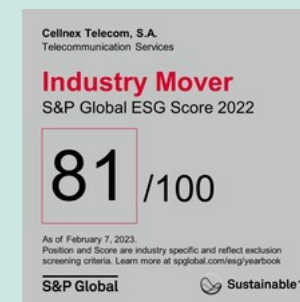 Cellnex Telecom, S.A.
Telecommunication Services
Industry Mover
S&P Global ESG Score 2022
81 /100
As of February 7, 2023.
Position and Score are industry specific and reflect exclusion
screening criteria. Learn more at spglobal.com/esg/yearbook
S&P Global
Sustainable